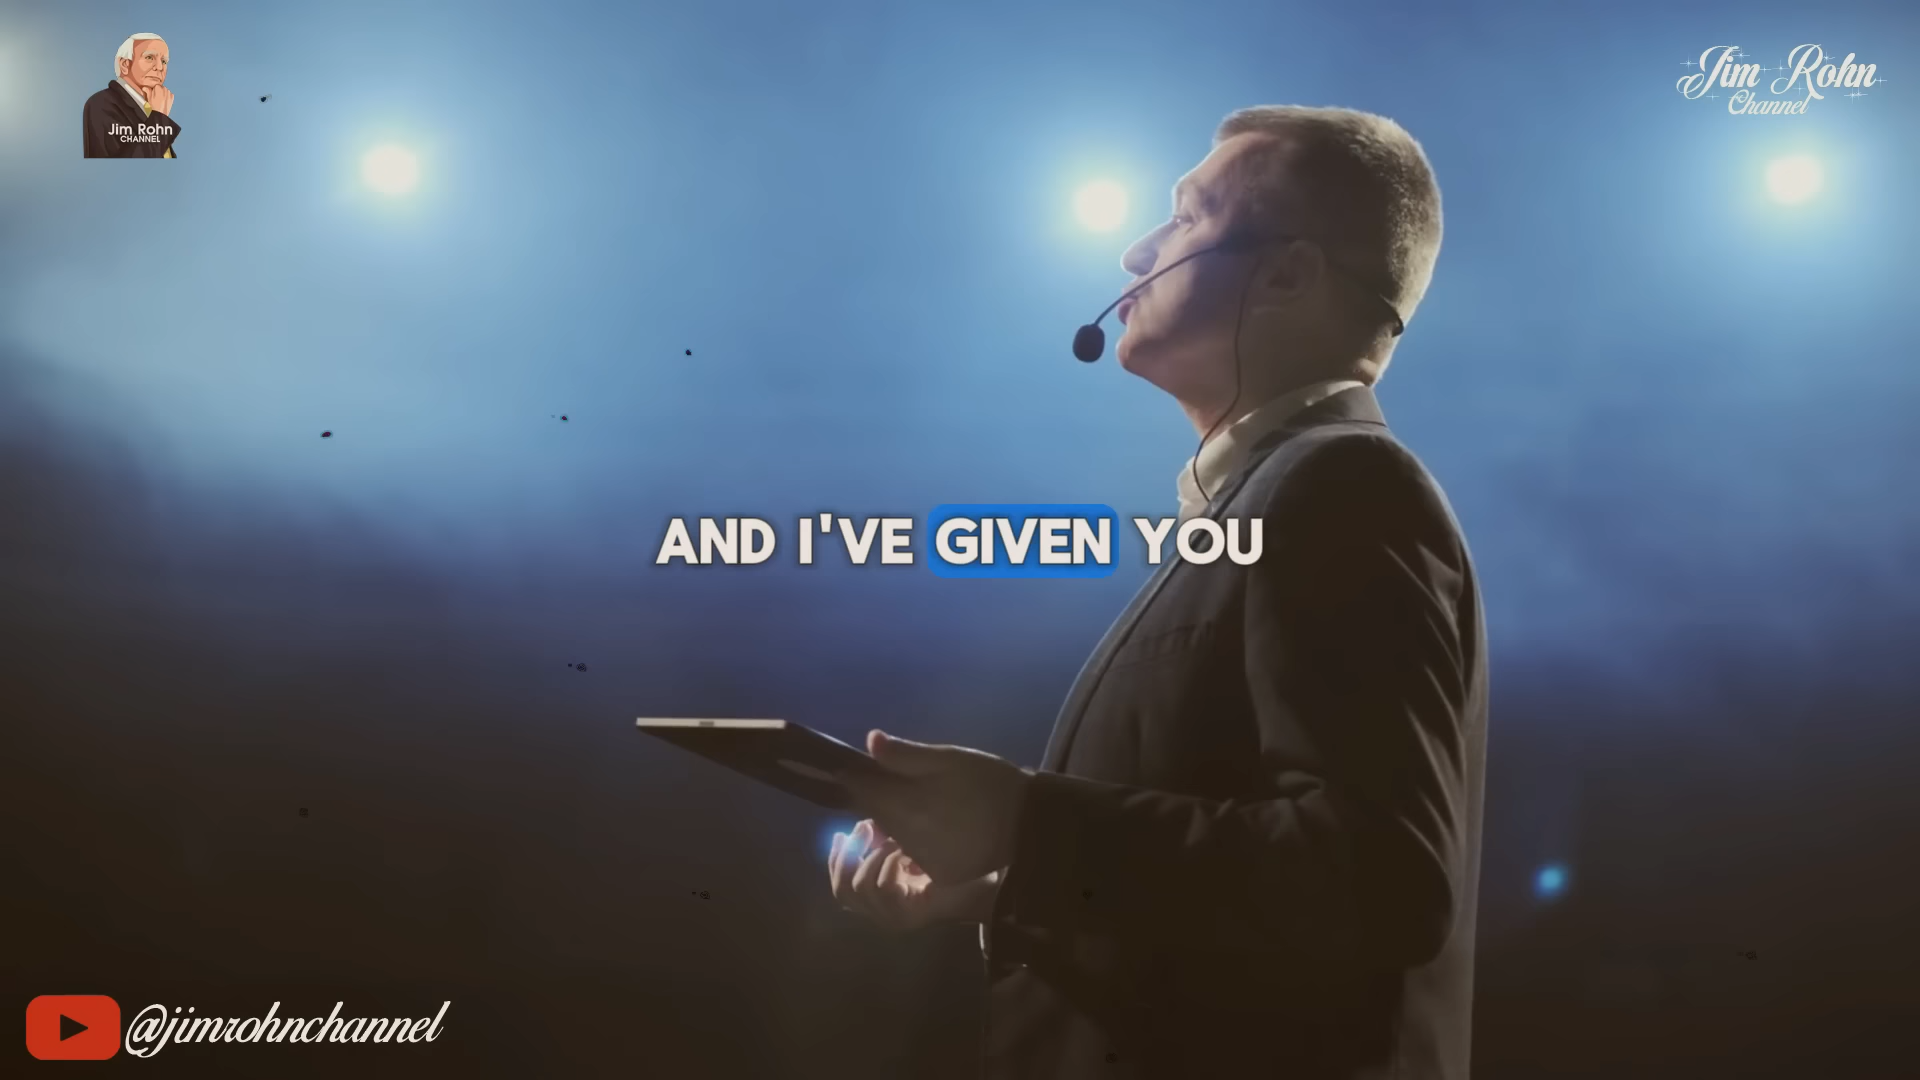 Jim Rohn
CHANNEL
Jim Rohn
Channel
AND I'VE GIVEN YOU
@jimrohnchannel